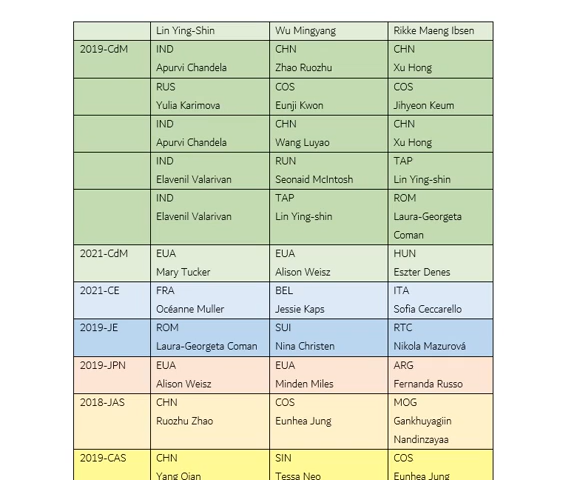 Lin Ying-Shin Wu Mingyang Rikke Maeng Ibsen
2019-CdM IND CHN CHN
Apurvi Chandela Zhao Ruozhu Xu Hong
RUS COS COS
Yulia Karimova Eunji Kwon Jihyeon Keum
IND CHN CHN
Apurvi Chandela Wang Luyao Xu Hong
IND RUN TAP
Elavenil Valarivan Seonaid McIntosh Lin Ying-shin
IND TAP ROM
Elavenil Valarivan Lin Ying-shin Laura-Georgeta
Coman
2021-CdM EUA EUA HUN
Mary Tucker Alison Weisz Eszter Denes
2021-CE FRA BEL ITA
Océanne Muller Jessie Kaps Sofia Ceccarello
2019-JE ROM SUI RTC
Laura-Georgeta Coman Nina Christen Nikola Mazurová
2019-JPN EUA EUA ARG
Alison Weisz Minden Miles Fernanda Russo
2018-JAS CHN COS MOG
Ruozhu Zhao Eunhea Jung Gankhuyagiin
Nandinzayaa
2019-CAS CHN SIN COS
Yang Qian Tessa Neo Eunhea Jung